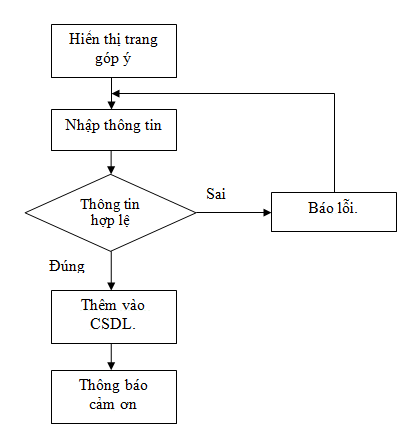 Hiển thị trang
góp ý
Nhập thông tin
Thông tin
hợp lệ
Sai
Báo lỗi.
Đúng
Thêm vào
CSDL.
Thông báo
cảm ơn